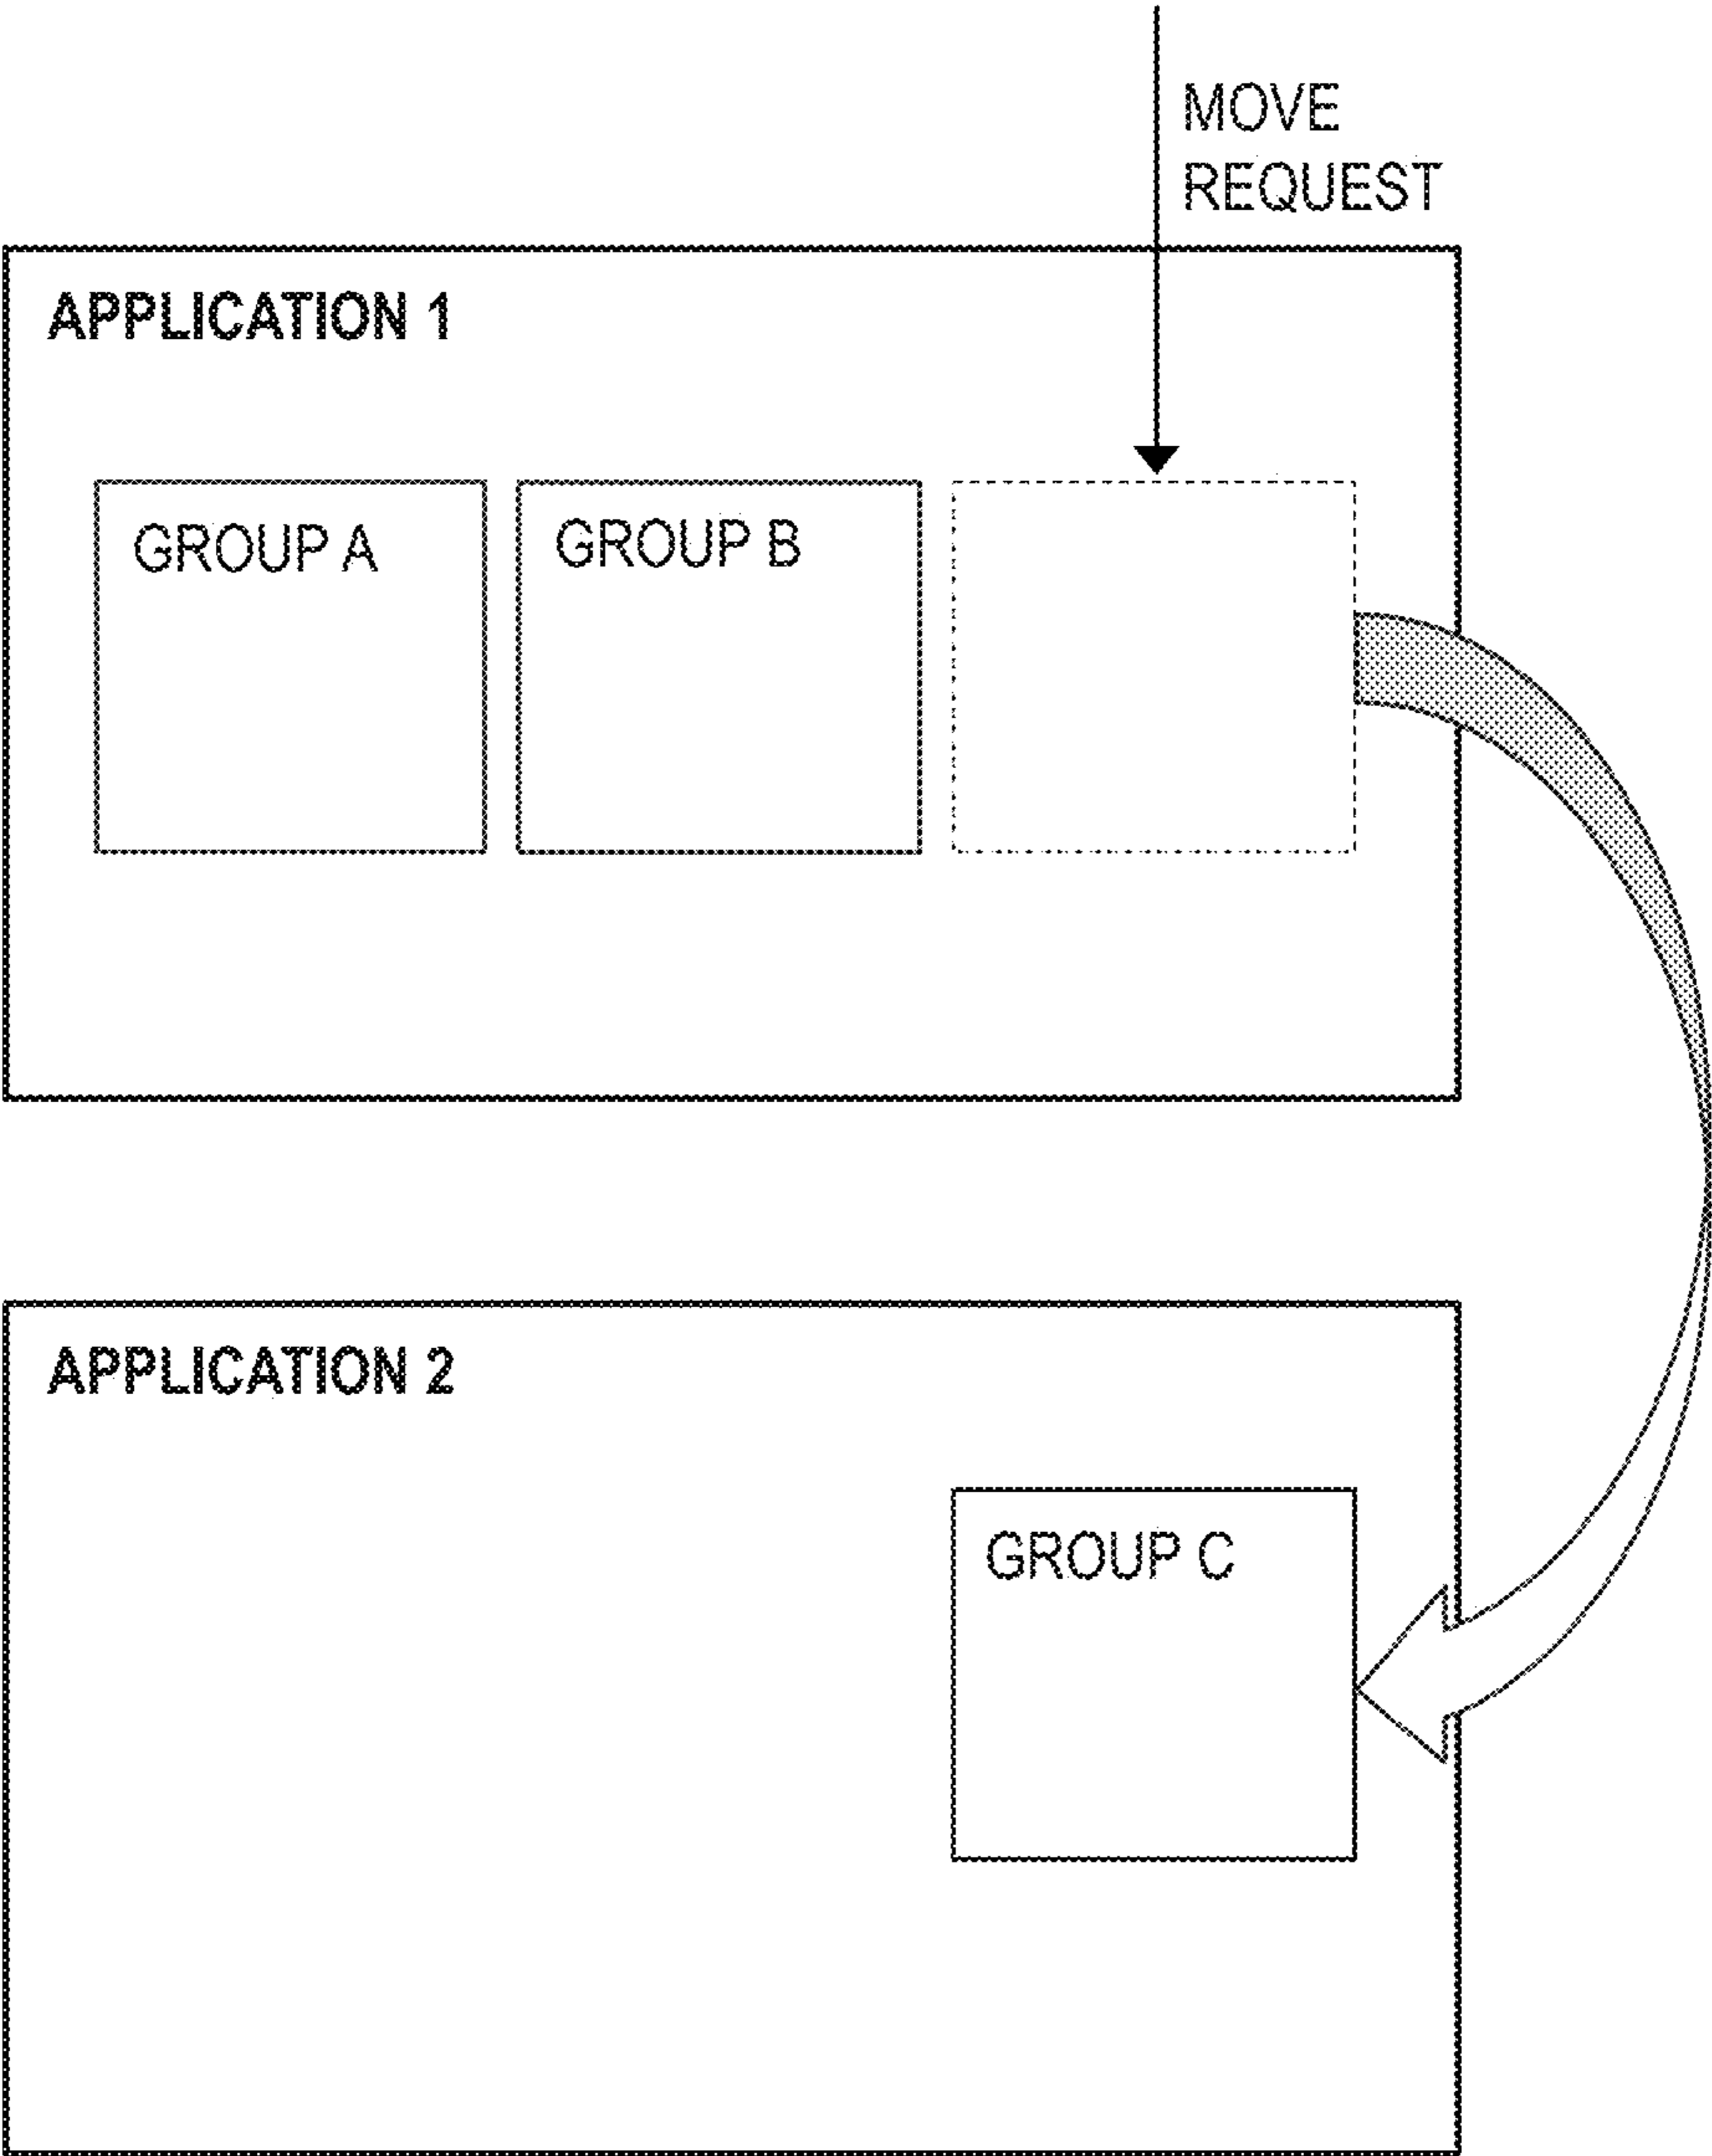 MOVE
REQUEST
APPLICATION 1
GROUP A
GROUP B
APPLICATION 2
GROUP C